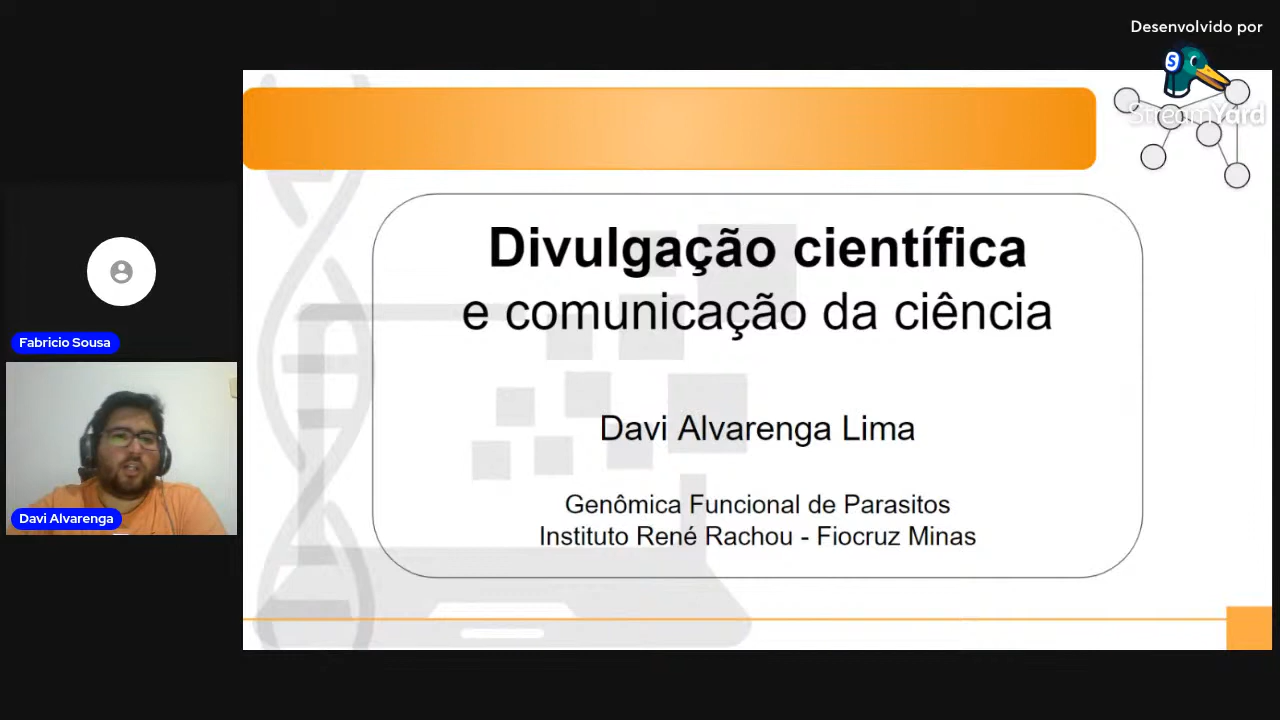 Desenvolvido por
S
StreamYard
Divulgação científica
e comunicação da ciência
Davi Alvarenga Lima
Genômica Funcional de Parasitos
Instituto René Rachou - Fiocruz Minas
Fabricio Sousa
Davi Alvarenga